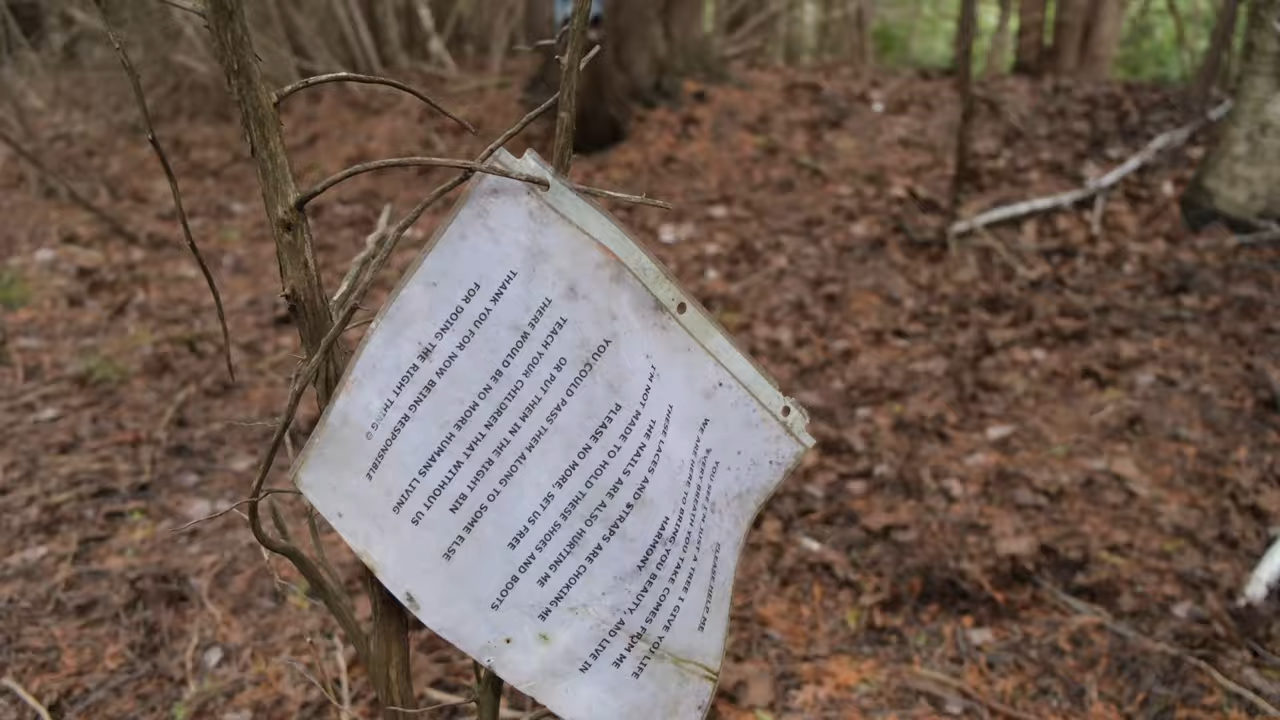 PLEASE HELP ME
YOU SEE I'M JUST A TREE I GIVE YOU LIFE
EVERY BREATH YOU TAKE COMES FROM ME
WE ARE HERE TO BRING YOU BEAUTY, AND LIVE IN
HARMONY
THESE LACES AND STRAPS ARE CHOKING ME
THE NAILS ARE ALSO HURTING ME
I'M NOT MADE TO HOLD THESE SHOES AND BOOTS
PLEASE NO MORE, SET US FREE
YOU COULD PASS THEM ALONG TO SOME ELSE
OR PUT THEM IN THE RIGHT BIN
TEACH YOUR CHILDREN THAT WITHOUT US
THERE WOULD BE NO MORE HUMANS LIVING
THANK YOU FOR NOW BEING RESPONSIBLE
FOR DOING THE RIGHT THING ☺